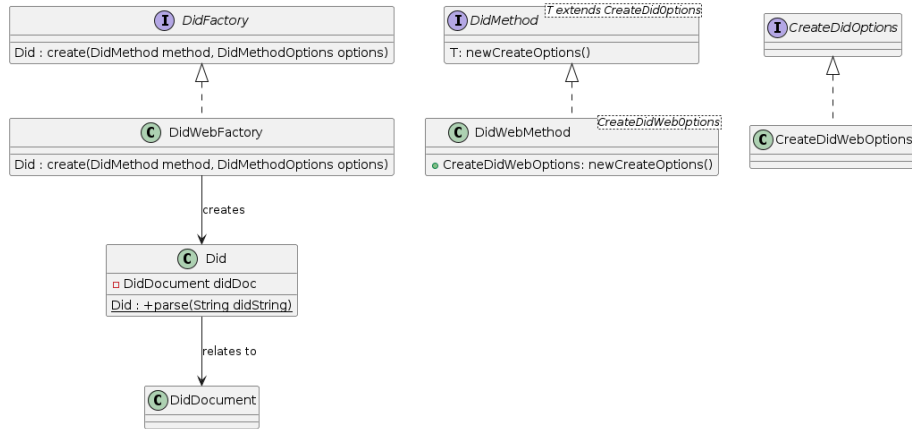 I DidFactory
Did : create(DidMethod method, DidMethodOptions options)
I DidMethod
T extends CreateDidOptions
T: newCreateOptions()
I CreateDidOptions
C DidWebFactory
Did : create(DidMethod method, DidMethodOptions options)
C DidWebMethod
CreateDidWebOptions
CreateDidWebOptions: newCreateOptions()
C CreateDidWebOptions
creates
C Did
DidDocument didDoc
Did : +parse(String didString)
relates to
C DidDocument